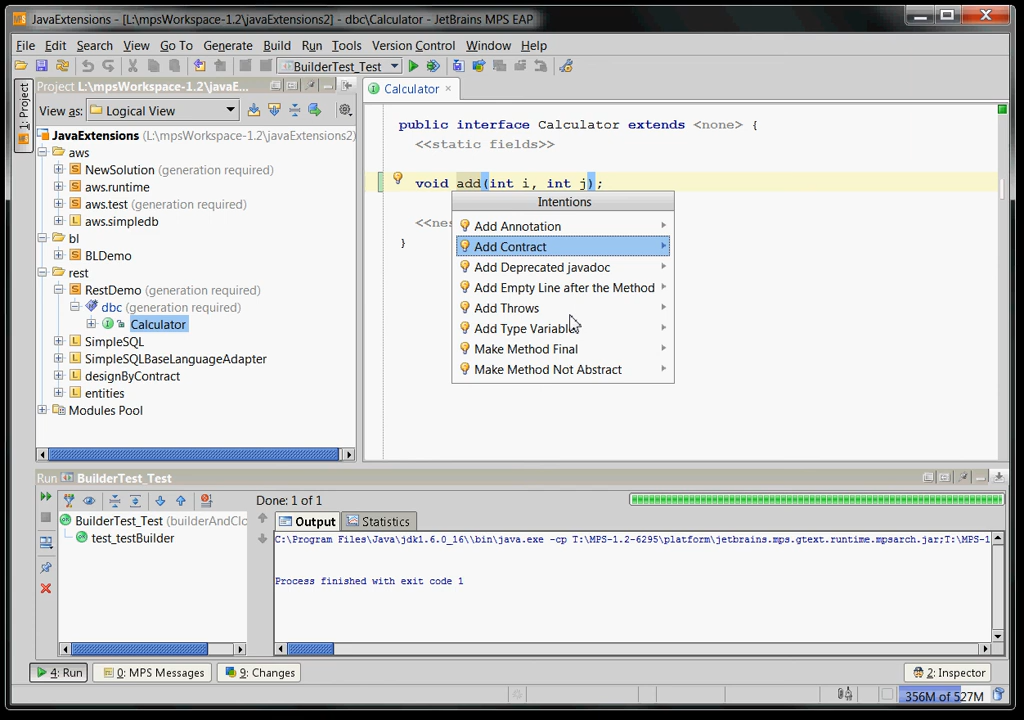 JavaExtensions - [L:\mpsWorkspace-1.2\javaExtensions2] - dbc\Calculator - JetBrains MPS EAP
File Edit Search View Go To Generate Build Run Tools Version Control Window Help
BuilderTest_Test
1: Project
Project L:\mpsWorkspace-1.2\javaE...
View as: Logical View
JavaExtensions (L:\mpsWorkspace-1.2\javaExtensions2)
aws
NewSolution (generation required)
aws.runtime
aws.test (generation required)
aws.simpledb
bl
BLDemo
rest
RestDemo (generation required)
dbc (generation required)
Calculator
SimpleSQL
SimpleSQLBaseLanguageAdapter
designByContract
entities
Modules Pool
Calculator
public interface Calculator extends <none> {
<<static fields>>
void add(int i, int j);
<<nes
}
Intentions
Add Annotation
Add Contract
Add Deprecated javadoc
Add Empty Line after the Method
Add Throws
Add Type Variables
Make Method Final
Make Method Not Abstract
Run BuilderTest_Test
Done: 1 of 1
BuilderTest_Test (builderAndClo
test_testBuilder
Output Statistics
C:\Program Files\Java\jdk1.6.0_16\\bin\java.exe -cp T:\MPS-1.2-6295\platform\jetbrains.mps.gtext.runtime.mpsarch.jar;T:\MPS-1
Process finished with exit code 1
4: Run 0: MPS Messages 9: Changes 2: Inspector
356M of 527M